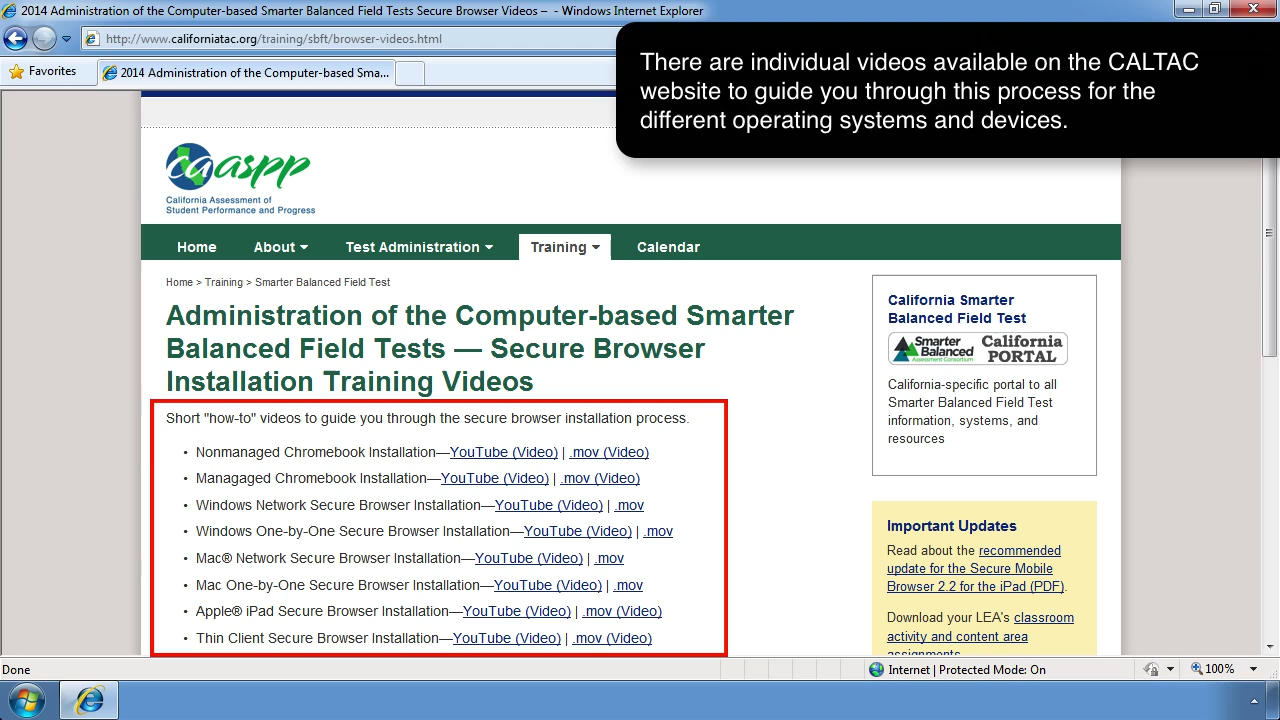 2014 Administration of the Computer-based Smarter Balanced Field Tests Secure Browser Videos – - Windows Internet Explorer
http://www.californiatac.org/training/sbft/browser-videos.html
Favorites
2014 Administration of the Computer-based Sma...
There are individual videos available on the CALTAC
website to guide you through this process for the
different operating systems and devices.
caaspp
California Assessment of
Student Performance and Progress
Home About Test Administration Training Calendar
Home > Training > Smarter Balanced Field Test
Administration of the Computer-based Smarter
Balanced Field Tests — Secure Browser
Installation Training Videos
Short "how-to" videos to guide you through the secure browser installation process.
• Nonmanaged Chromebook Installation—YouTube (Video) | .mov (Video)
• Managaged Chromebook Installation—YouTube (Video) | .mov (Video)
• Windows Network Secure Browser Installation—YouTube (Video) | .mov
• Windows One-by-One Secure Browser Installation—YouTube (Video) | .mov
• Mac® Network Secure Browser Installation—YouTube (Video) | .mov
• Mac One-by-One Secure Browser Installation—YouTube (Video) | .mov
• Apple® iPad Secure Browser Installation—YouTube (Video) | .mov (Video)
• Thin Client Secure Browser Installation—YouTube (Video) | .mov (Video)
California Smarter
Balanced Field Test
Smarter Balanced Assessment Consortium
California PORTAL
California-specific portal to all
Smarter Balanced Field Test
information, systems, and
resources
Important Updates
Read about the recommended
update for the Secure Mobile
Browser 2.2 for the iPad (PDF).
Download your LEA's classroom
activity and content area
assignments
Done
Internet | Protected Mode: On
100%